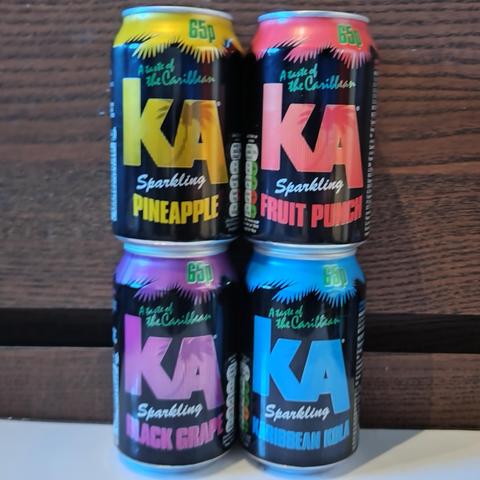 65p
A taste of
the Caribbean
KA
Sparkling
PINEAPPLE
65p
A taste of
the Caribbean
KA
Sparkling
FRUIT PUNCH
65p
A taste of
the Caribbean
KA
Sparkling
BLACK GRAPE
65p
A taste of
the Caribbean
KA
Sparkling
KARIBBEAN KOLA